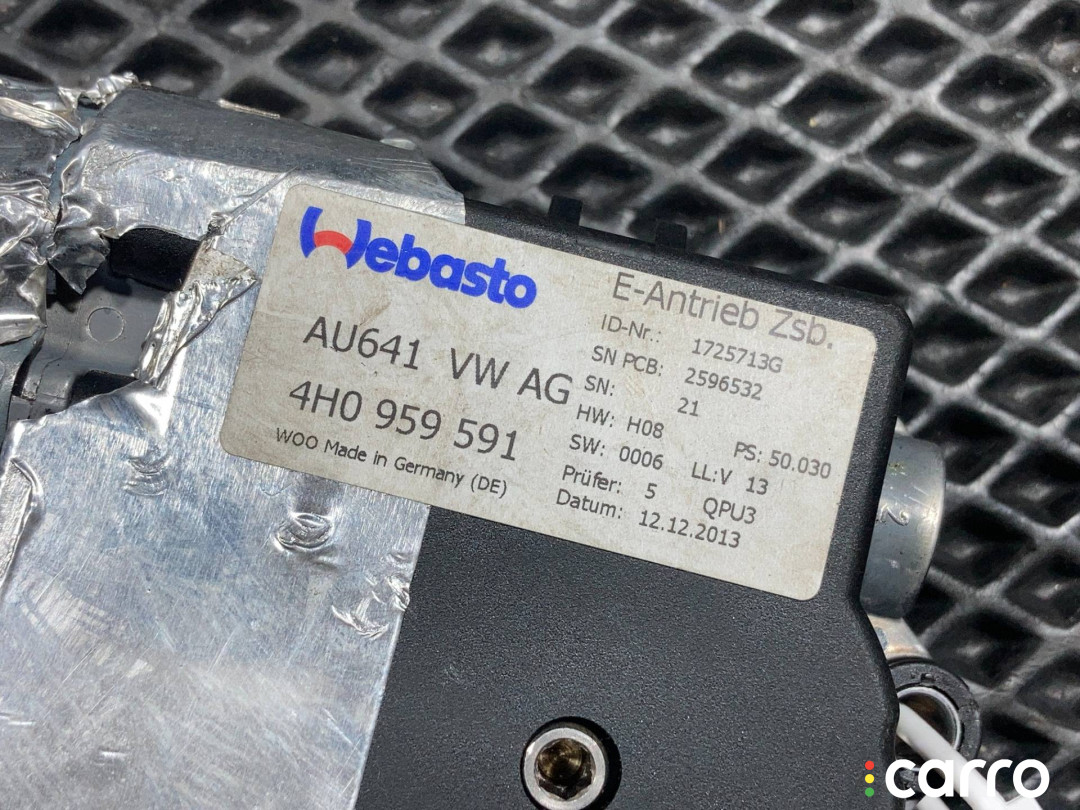 Webasto
AU641 VW AG
4H0 959 591
WOO Made in Germany (DE)
E-Antrieb Zsb.
ID-Nr.: 1725713G
SN PCB: 2596532
SN: 21
HW: H08 PS: 50.030
SW: 0006 LL:V 13
Prüfer: 5 QPU3
Datum: 12.12.2013
2
carro